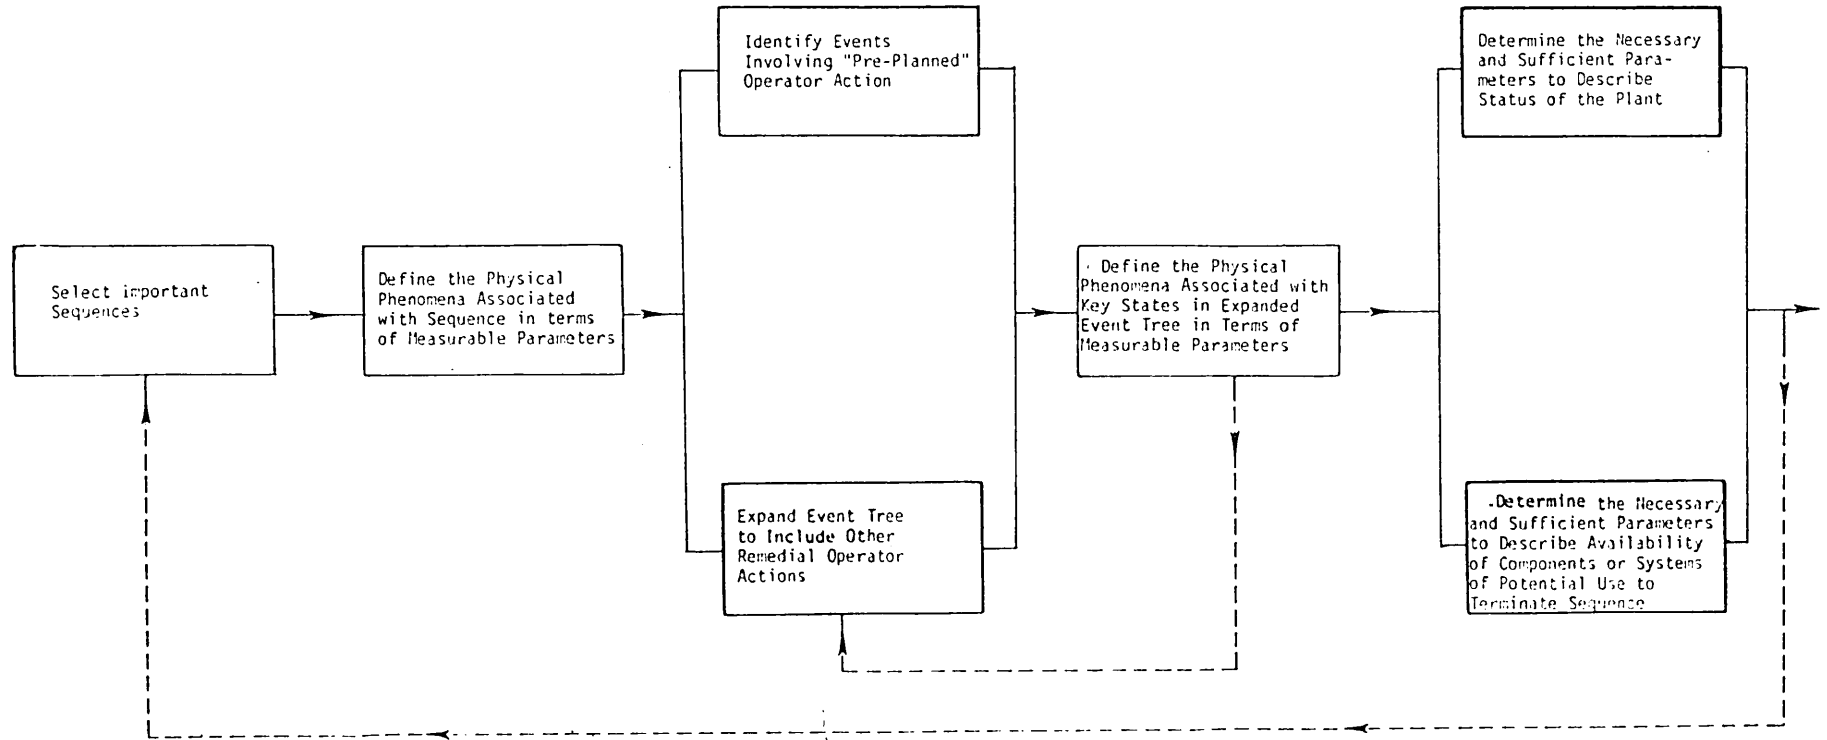 Select important
Sequences
Define the Physical
Phenomena Associated
with Sequence in terms
of Measurable Parameters
Identify Events
Involving "Pre-Planned"
Operator Action
Expand Event Tree
to Include Other
Remedial Operator
Actions
Define the Physical
Phenomena Associated with
Key States in Expanded
Event Tree in Terms of
Measurable Parameters
Determine the Necessary
and Sufficient Para-
meters to Describe
Status of the Plant
Determine the Necessary
and Sufficient Parameters
to Describe Availability
of Components or Systems
of Potential Use to
Terminate Sequence